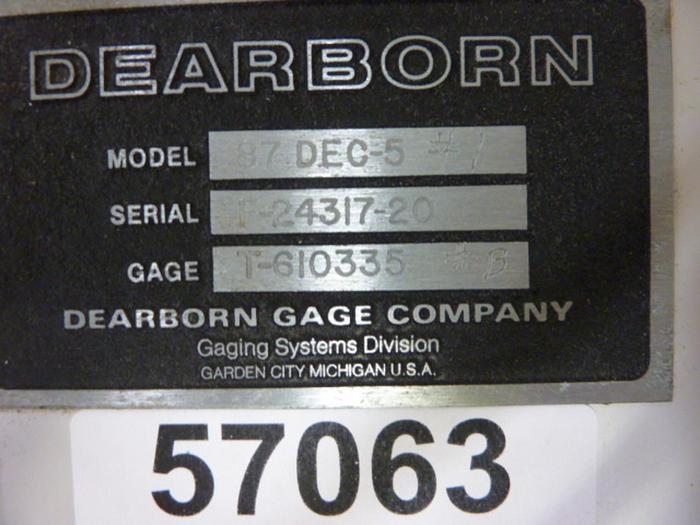 DEARBORN
MODEL 87 DEC-5 #1
SERIAL F-24317-20
GAGE T-610335 #B
DEARBORN GAGE COMPANY
Gaging Systems Division
GARDEN CITY MICHIGAN U.S.A.
57063